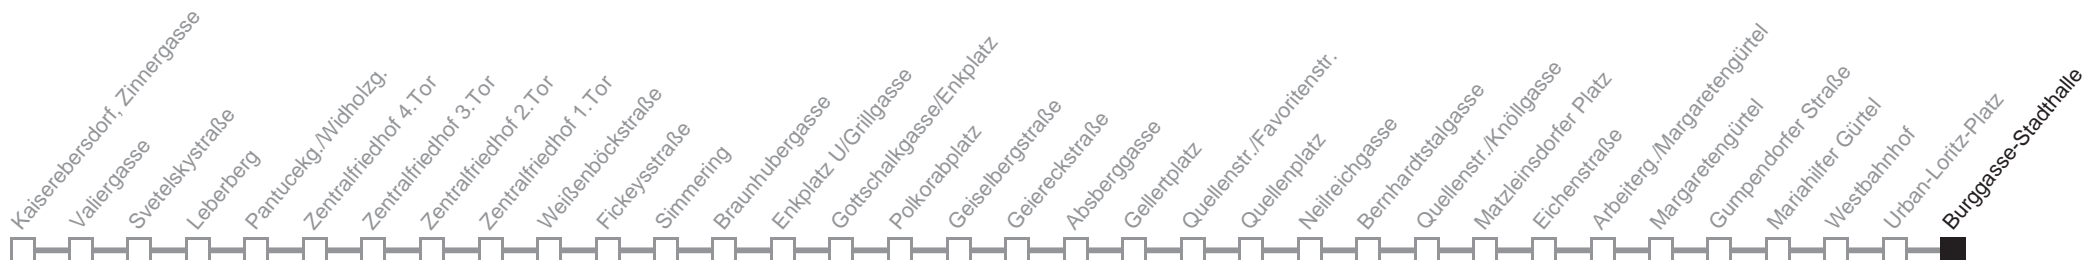 Kaiserebersdorf, Zinnergasse
Valiergasse
Svetelskystraße
Leberberg
Pantuckg./Widholzg.
Zentralfriedhof 4.Tor
Zentralfriedhof 3.Tor
Zentralfriedhof 2.Tor
Zentralfriedhof 1.Tor
Weißenböckstraße
Fickeysstraße
Simmering
Braunhubergasse
Enkplatz U/Grillgasse
Gottschalkgasse/Enkplatz
Polkorabplatz
Geiselbergstraße
Geiereckstraße
Absberggasse
Gellertplatz
Quellenstr./Favoritenstr.
Quellenplatz
Neilreichgasse
Bernhardtstalgasse
Quellenstr./Knöllgasse
Matzleinsdorfer Platz
Eichenstraße
Arbeiterg./Margaretengürtel
Margaretengürtel
Gumpendorfer Straße
Mariahilfer Gürtel
Westbahnhof
Urban-Loritz-Platz
Burggasse-Stadthalle